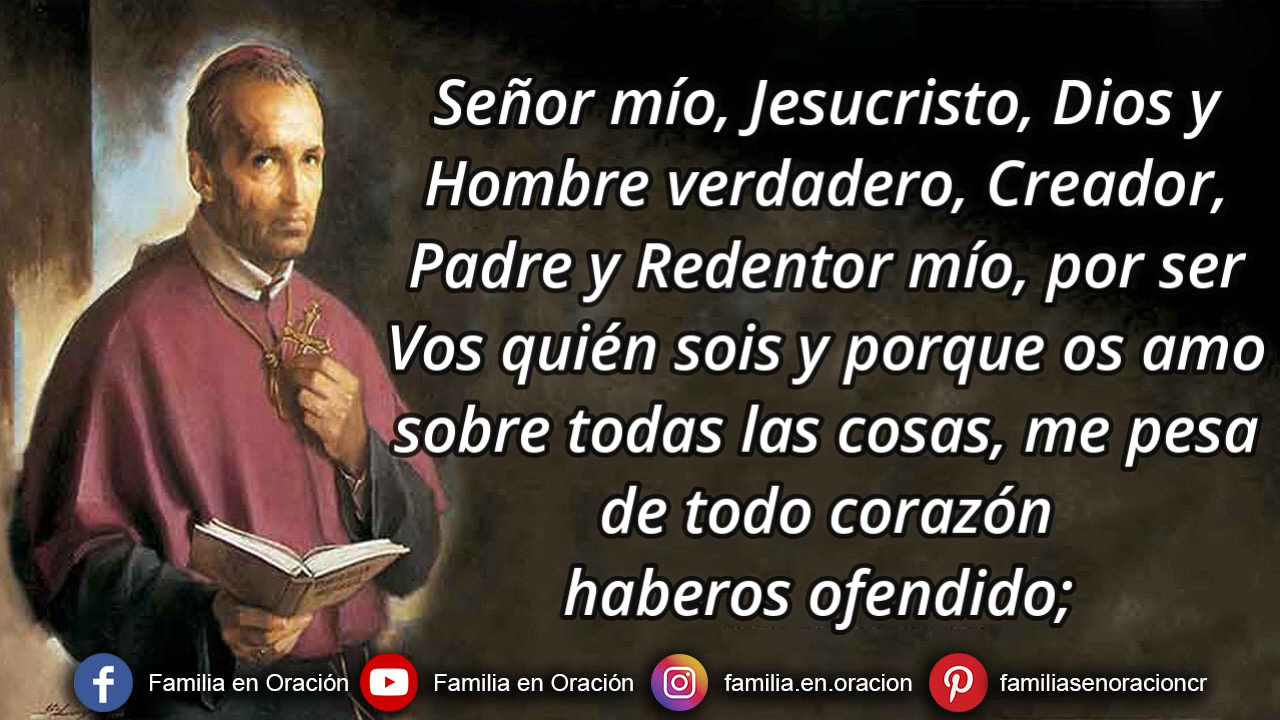 Señor mío, Jesucristo, Dios y
Hombre verdadero, Creador,
Padre y Redentor mío, por ser
Vos quién sois y porque os amo
sobre todas las cosas, me pesa
de todo corazón
haberos ofendido;
Familia en Oración
Familia en Oración
familia.en.oracion
familiasenoracioncr